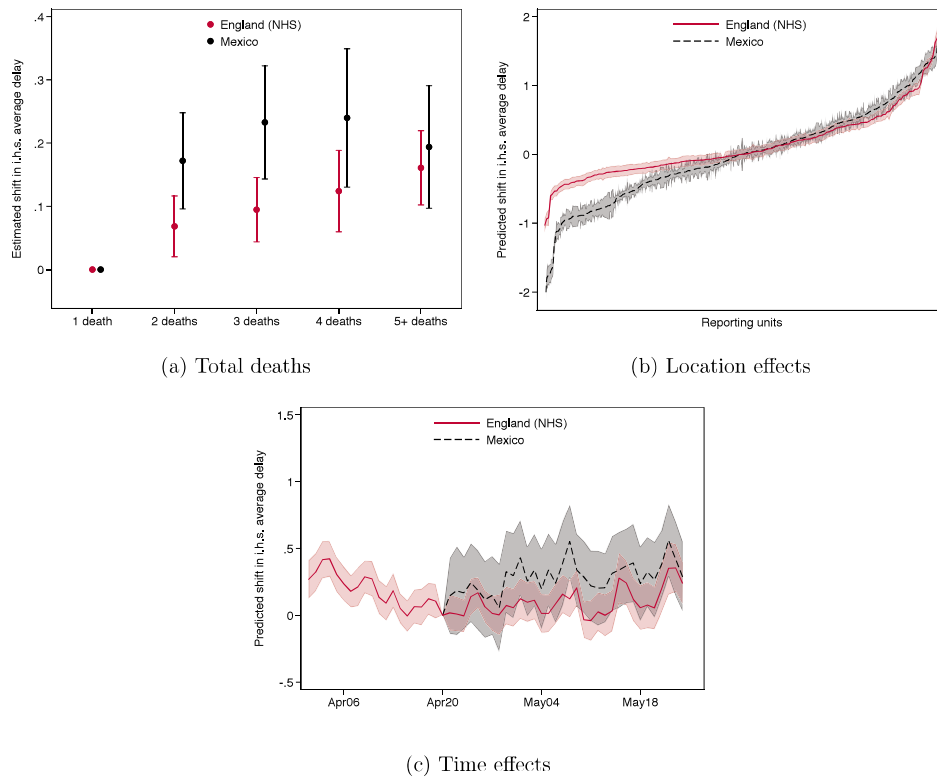 England (NHS)
Mexico
Estimated shift in i.h.s. average delay
.4
.3
.2
.1
0
1 death
2 deaths
3 deaths
4 deaths
5+ deaths
(a) Total deaths
England (NHS)
Mexico
Predicted shift in i.h.s. average delay
2
1
0
-1
-2
Reporting units
(b) Location effects
England (NHS)
Mexico
Predicted shift in i.h.s. average delay
1.5
1
.5
0
-.5
Apr06
Apr20
May04
May18
(c) Time effects